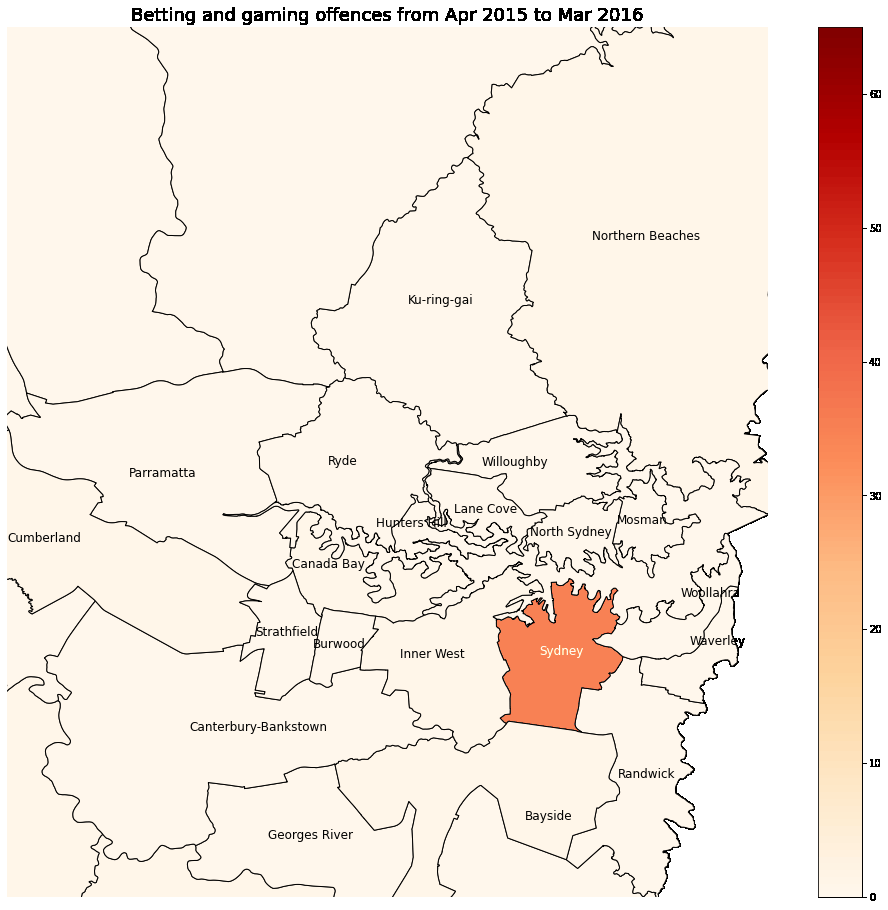 Betting and gaming offences from Apr 2015 to Mar 2016
60
50
Northern Beaches
Ku-ring-gai
40
Ryde
Willoughby
Parramatta
30
Lane Cove
Mosman
Hunters Hill
North Sydney
Cumberland
Canada Bay
Woollahra
20
Strathfield
Burwood
Waverley
Inner West
Sydney
Canterbury-Bankstown
10
Randwick
Bayside
Georges River
0